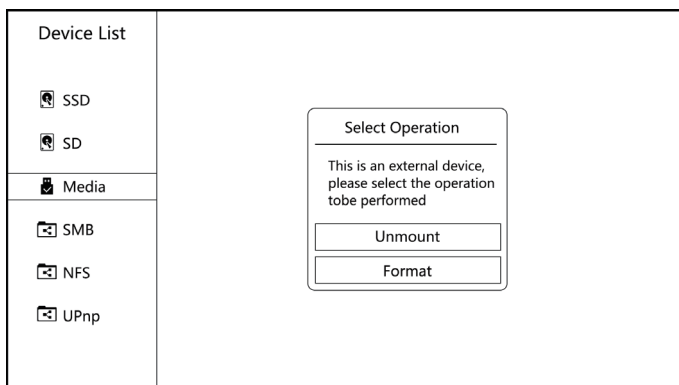 Device List
SSD
SD
Media
SMB
NFS
UPnp
Select Operation
This is an external device,
please select the operation
tobe performed
Unmount
Format